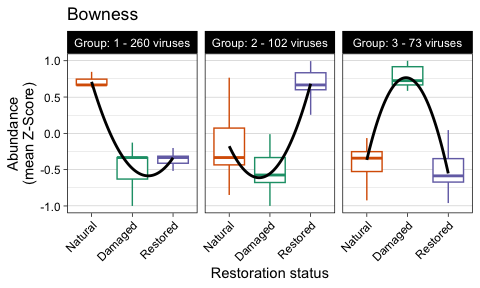 Bowness
Group: 1 - 260 viruses
Group: 2 - 102 viruses
Group: 3 - 73 viruses
Abundance
(mean Z-Score)
1.0
0.5
0.0
-0.5
-1.0
Natural
Damaged
Restored
Natural
Damaged
Restored
Natural
Damaged
Restored
Restoration status